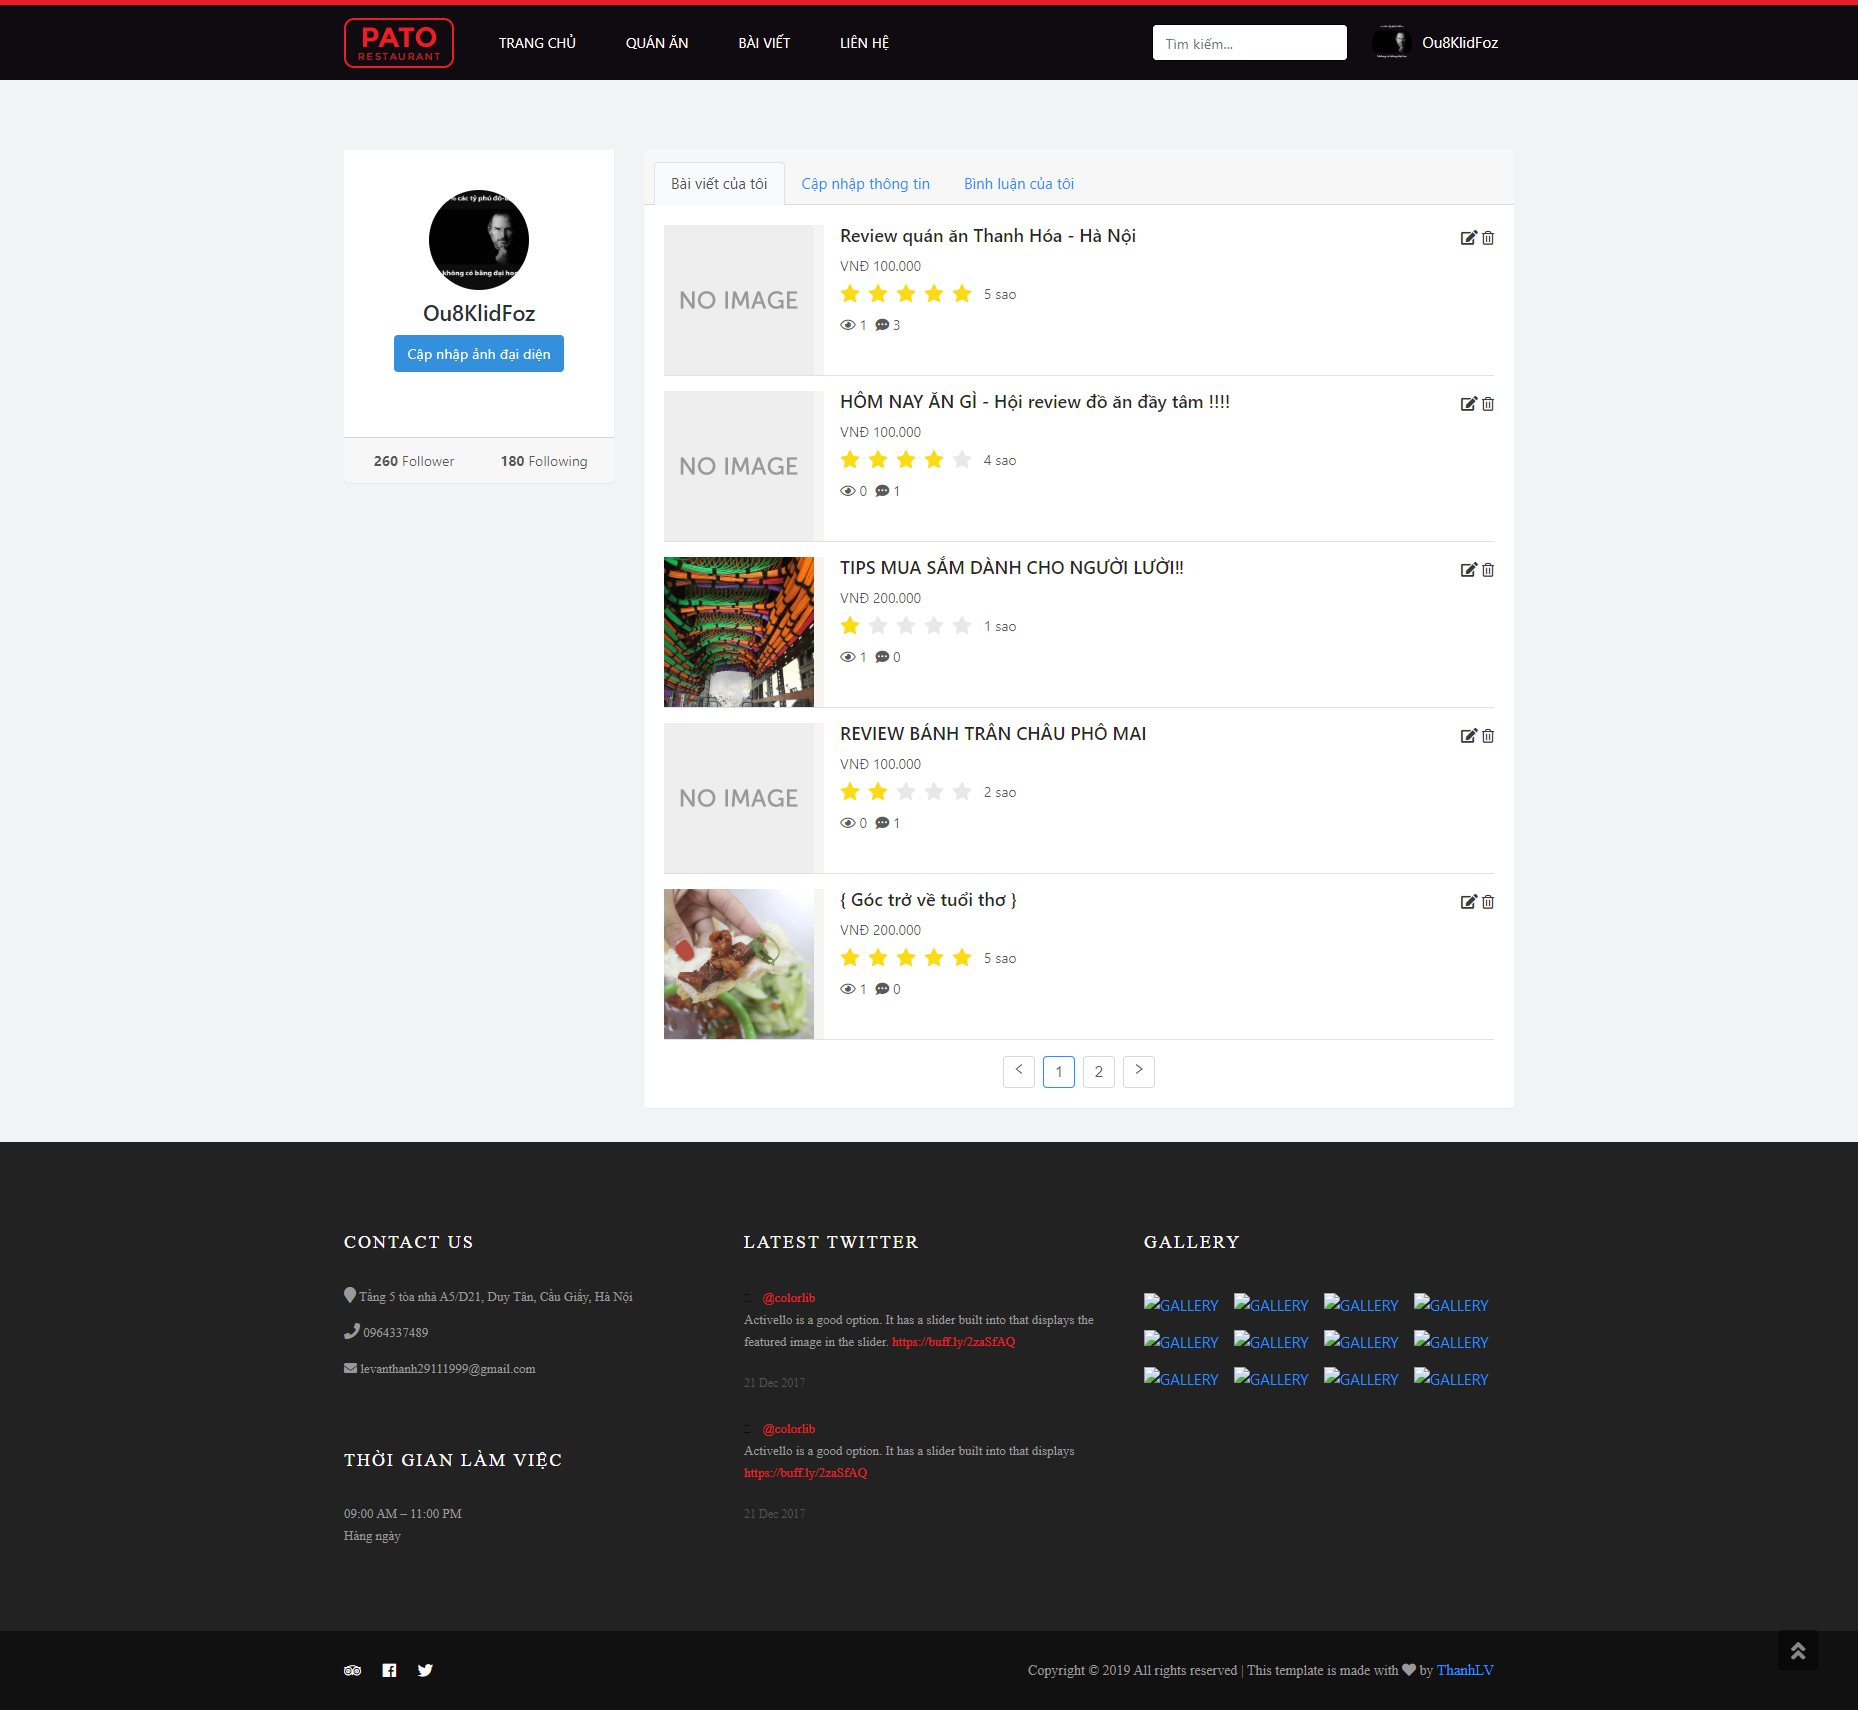 PATO
RESTAURANT
TRANG CHỦ
QUÁN ĂN
BÀI VIẾT
LIÊN HỆ
Tìm kiếm...
Ou8KlidFoz
% các tỷ phú đô-
không có bằng đại học
Ou8KlidFoz
Cập nhập ảnh đại diện
260 Follower
180 Following
Bài viết của tôi
Cập nhập thông tin
Bình luận của tôi
NO IMAGE
Review quán ăn Thanh Hóa - Hà Nội
VNĐ 100.000
5 sao
1 3
NO IMAGE
HÔM NAY ĂN GÌ - Hội review đồ ăn đầy tâm !!!!
VNĐ 100.000
4 sao
0 1
TIPS MUA SẮM DÀNH CHO NGƯỜI LƯỜI!!
VNĐ 200.000
1 sao
1 0
NO IMAGE
REVIEW BÁNH TRÂN CHÂU PHÔ MAI
VNĐ 100.000
2 sao
0 1
{ Góc trở về tuổi thơ }
VNĐ 200.000
5 sao
1 0
< 1 2 >
CONTACT US
Tầng 5 tòa nhà A5/D21, Duy Tân, Cầu Giấy, Hà Nội
0964337489
levanthanh29111999@gmail.com
THỜI GIAN LÀM VIỆC
09:00 AM – 11:00 PM
Hàng ngày
LATEST TWITTER
@colorlib
Activello is a good option. It has a slider built into that displays the
featured image in the slider. https://buff.ly/2zaSfAQ
21 Dec 2017
@colorlib
Activello is a good option. It has a slider built into that displays
https://buff.ly/2zaSfAQ
21 Dec 2017
GALLERY
GALLERY GALLERY GALLERY GALLERY
GALLERY GALLERY GALLERY GALLERY
GALLERY GALLERY GALLERY GALLERY
Copyright © 2019 All rights reserved | This template is made with ♥ by ThanhLV